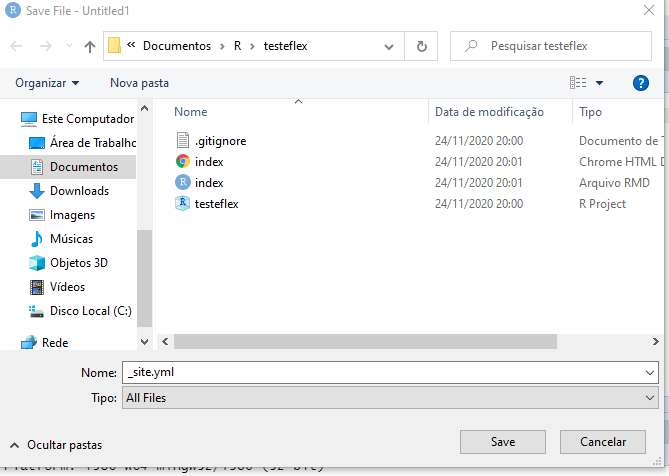 Save File - Untitled1
« Documentos › R › testeflex
Pesquisar testeflex
Organizar
Nova pasta
Este Computador
Área de Trabalho
Documentos
Downloads
Imagens
Músicas
Objetos 3D
Vídeos
Disco Local (C:)
Rede
Nome Data de modificação Tipo
.gitignore 24/11/2020 20:00 Documento de T
index 24/11/2020 20:01 Chrome HTML D
index 24/11/2020 20:01 Arquivo RMD
testeflex 24/11/2020 20:00 R Project
Nome: _site.yml
Tipo: All Files
Ocultar pastas
Save
Cancelar